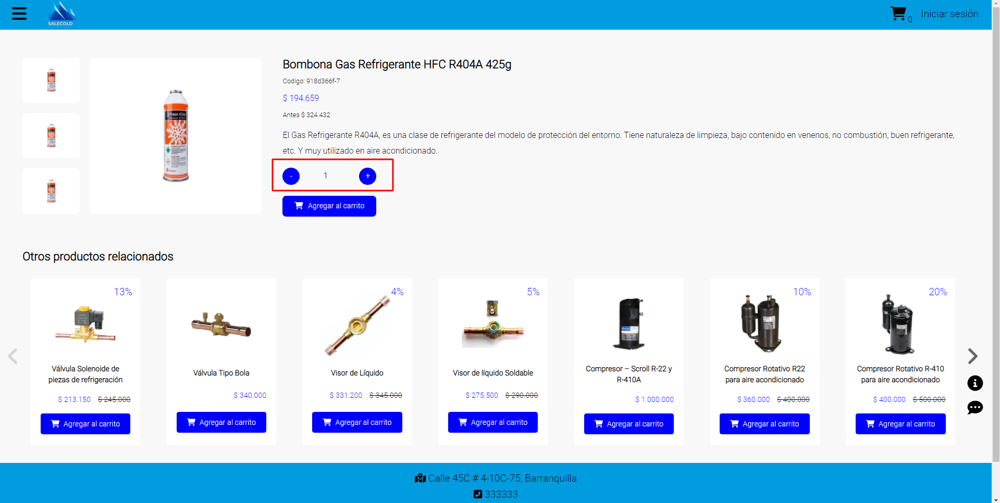 SALECOLD
0
Iniciar sesión
Bombona Gas Refrigerante HFC R404A 425g
Codigo: 918d366f-7
$ 194.659
Antes $ 324.432
El Gas Refrigerante R404A, es una clase de refrigerante del modelo de protección del entorno. Tiene naturaleza de limpieza, bajo contenido en venenos, no combustión, buen refrigerante,
etc. Y muy utilizado en aire acondicionado.
- 1 +
Agregar al carrito
Freon 404A
Otros productos relacionados
13%
Válvula Solenoide de
piezas de refrigeración
$ 213.150 $ 245.000
Agregar al carrito
Válvula Tipo Bola
$ 340.000
Agregar al carrito
4%
Visor de Líquido
$ 331.200 $ 345.000
Agregar al carrito
5%
Visor de líquido Soldable
$ 275.500 $ 290.000
Agregar al carrito
Compresor – Scroll R-22 y
R-410A
$ 1.000.000
Agregar al carrito
10%
Compresor Rotativo R22
para aire acondicionado
$ 360.000 $ 400.000
Agregar al carrito
20%
Compresor Rotativo R-410
para aire acondicionado
$ 400.000 $ 500.000
Agregar al carrito
Calle 45C # 4-10C-75, Barranquilla
333333